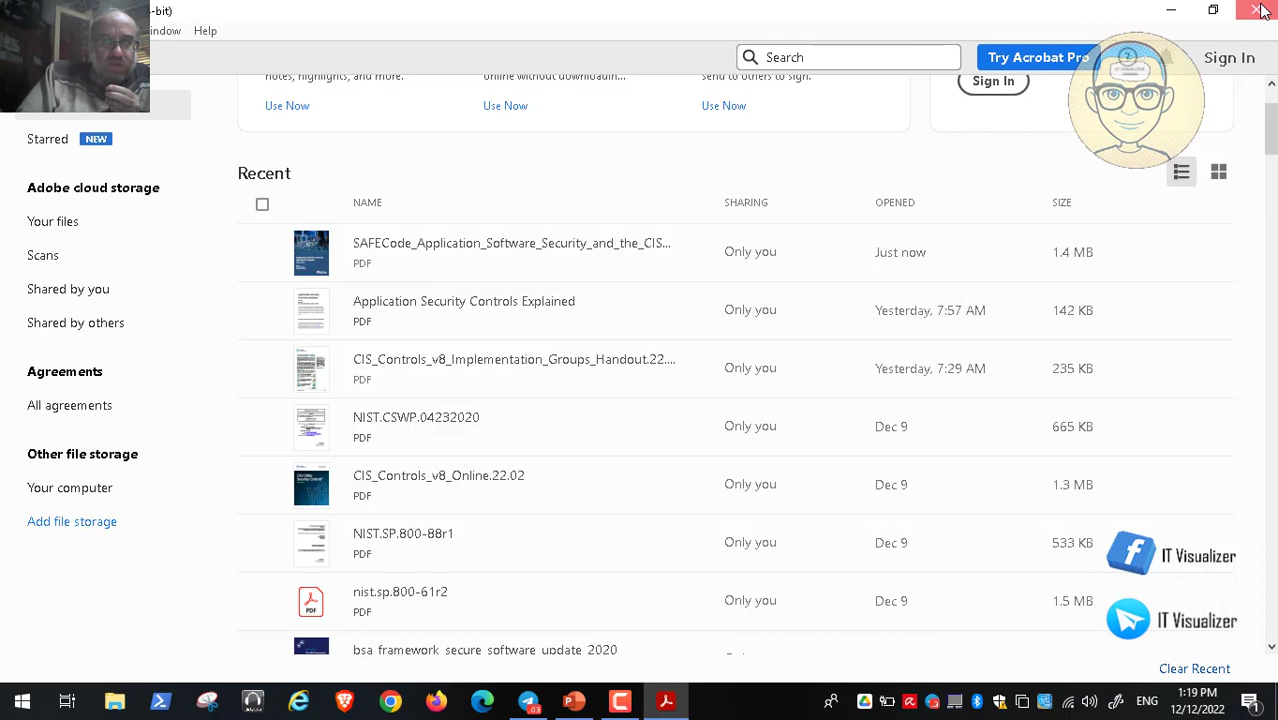 -bit)
indow Help
Search
Try Acrobat Pro
Sign In
notes, highlights, and more.
online without downloadin...
send to others to sign.
Sign In
Use Now
Use Now
Use Now
IT VISUALIZER
Starred NEW
Adobe cloud storage
Your files
Scans
Shared by you
Shared by others
Agreements
All agreements
Other file storage
Your computer
Add file storage
Recent
NAME SHARING OPENED SIZE
SAFECode_Application_Software_Security_and_the_CIS...
PDF
Only you Just now 1.4 MB
Application Security Controls Explained
PDF
Only you Yesterday, 7:57 AM 142 KB
CIS_Controls_v8_Implementation_Groups_Handout.22....
PDF
Only you Yesterday, 7:29 AM 235 KB
NIST.CSWP.04232020
PDF
Only you Dec 9 665 KB
CIS_Controls_v8_Online.22.02
PDF
Only you Dec 9 1.3 MB
NIST.SP.800-88r1
PDF
Only you Dec 9 533 KB
nist.sp.800-61r2
PDF
Only you Dec 9 1.5 MB
bsa_framework_secure_software_update_2020
IT Visualizer
IT Visualizer
Clear Recent
03
ENG
1:19 PM
12/12/2022